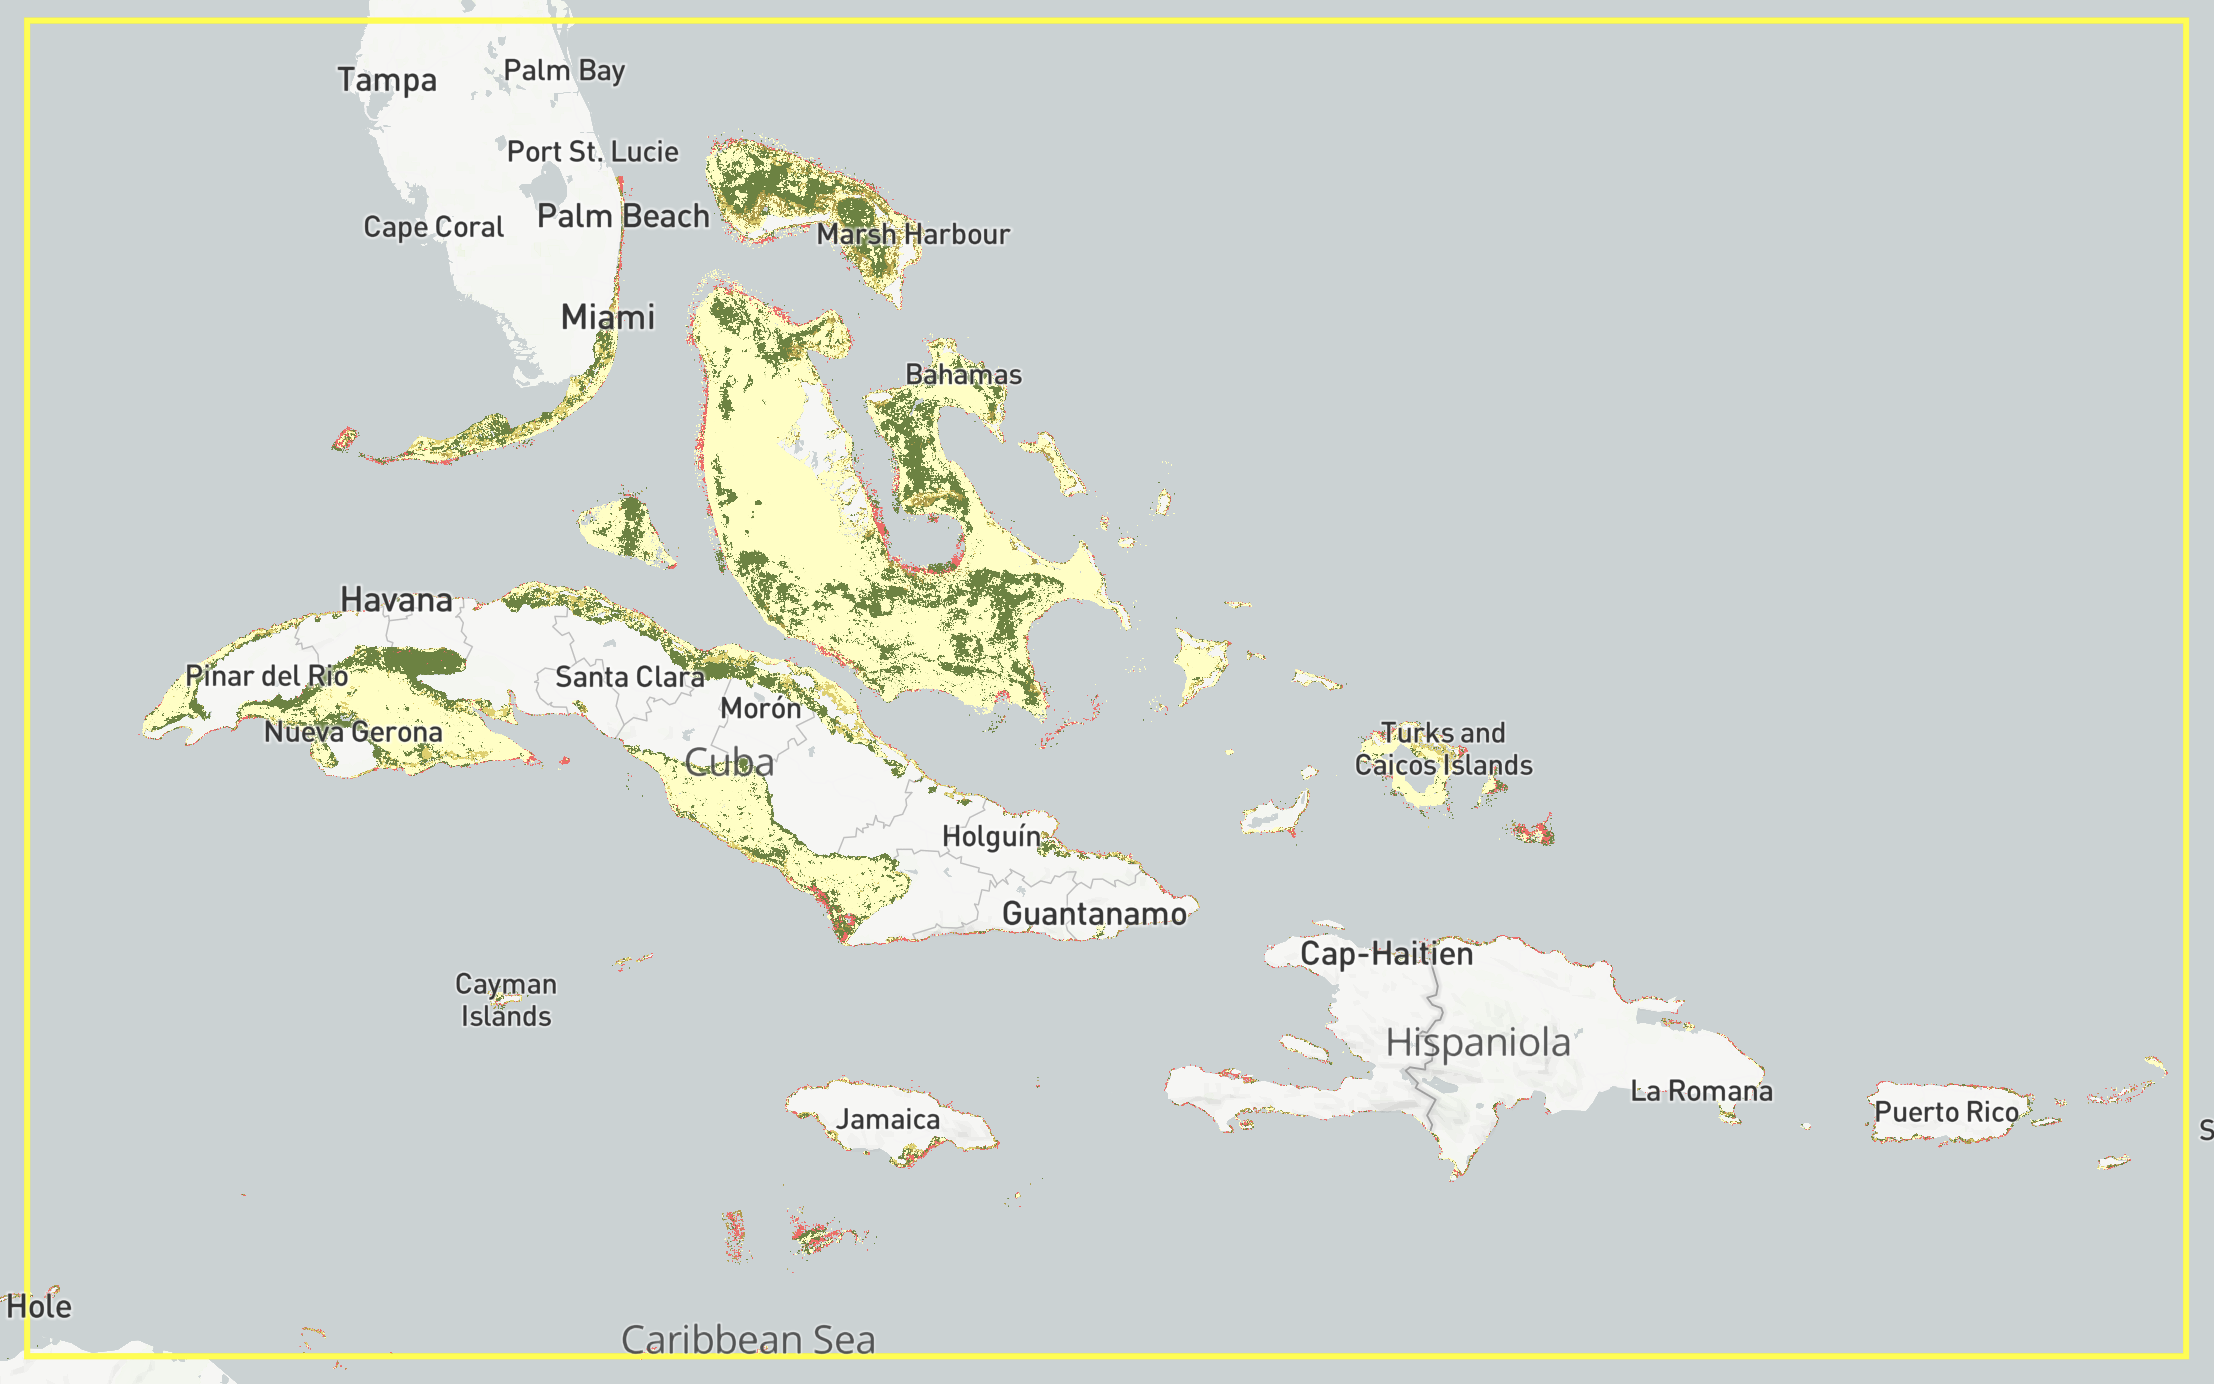 Palm Bay
Tampa
Port St. Lucie
Palm Beach
Cape Coral
Marsh Harbour
Miami
Bahamas
Havana
Pinar del Rio
Santa Clara
Morón
Nueva Gerona
Cuba
Turks and
Caicos Islands
Holguín
Guantanamo
Cap-Haitien
Cayman
Islands
Hispaniola
La Romana
Jamaica
Puerto Rico
S
Hole
Caribbean Sea